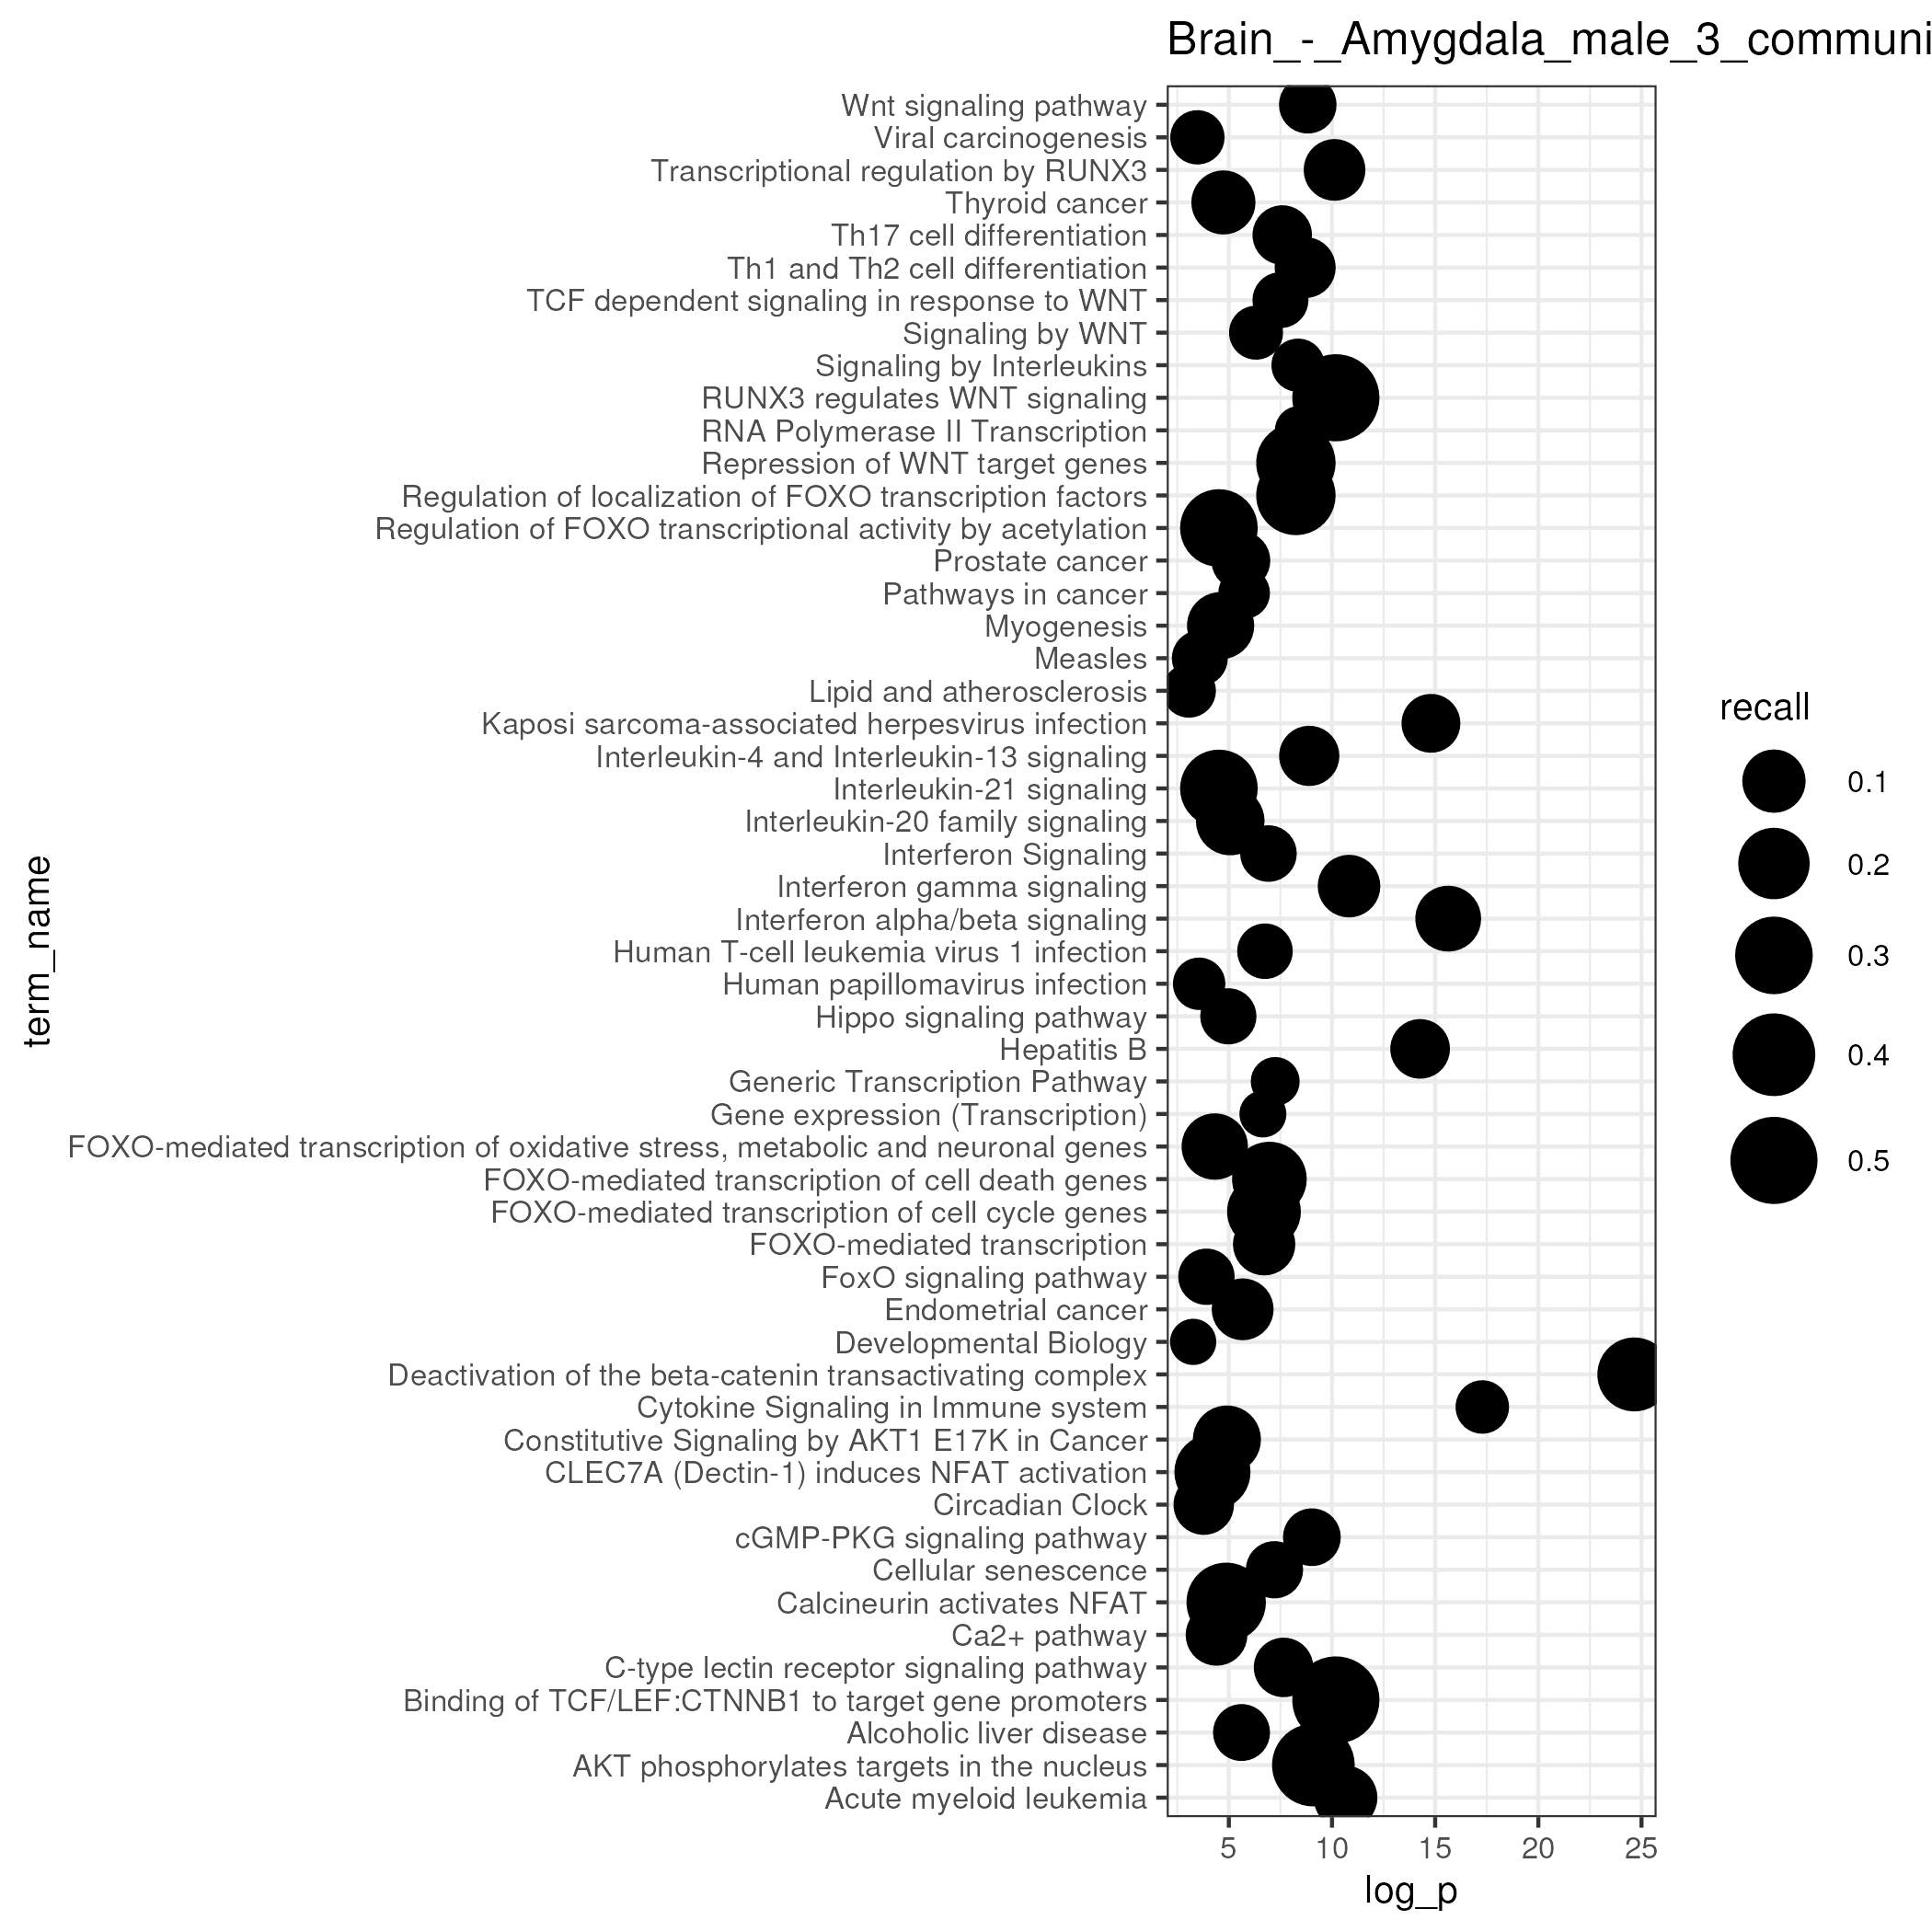 Brain_-_Amygdala_male_3_communi
Wnt signaling pathway
Viral carcinogenesis
Transcriptional regulation by RUNX3
Thyroid cancer
Th17 cell differentiation
Th1 and Th2 cell differentiation
TCF dependent signaling in response to WNT
Signaling by WNT
Signaling by Interleukins
RUNX3 regulates WNT signaling
RNA Polymerase II Transcription
Repression of WNT target genes
Regulation of localization of FOXO transcription factors
Regulation of FOXO transcriptional activity by acetylation
Prostate cancer
Pathways in cancer
Myogenesis
Measles
Lipid and atherosclerosis
Kaposi sarcoma-associated herpesvirus infection
Interleukin-4 and Interleukin-13 signaling
Interleukin-21 signaling
Interleukin-20 family signaling
Interferon Signaling
Interferon gamma signaling
Interferon alpha/beta signaling
Human T-cell leukemia virus 1 infection
Human papillomavirus infection
Hippo signaling pathway
Hepatitis B
Generic Transcription Pathway
Gene expression (Transcription)
FOXO-mediated transcription of oxidative stress, metabolic and neuronal genes
FOXO-mediated transcription of cell death genes
FOXO-mediated transcription of cell cycle genes
FOXO-mediated transcription
FoxO signaling pathway
Endometrial cancer
Developmental Biology
Deactivation of the beta-catenin transactivating complex
Cytokine Signaling in Immune system
Constitutive Signaling by AKT1 E17K in Cancer
CLEC7A (Dectin-1) induces NFAT activation
Circadian Clock
cGMP-PKG signaling pathway
Cellular senescence
Calcineurin activates NFAT
Ca2+ pathway
C-type lectin receptor signaling pathway
Binding of TCF/LEF:CTNNB1 to target gene promoters
Alcoholic liver disease
AKT phosphorylates targets in the nucleus
Acute myeloid leukemia
term_name
5 10 15 20 25
log_p
recall
0.1
0.2
0.3
0.4
0.5